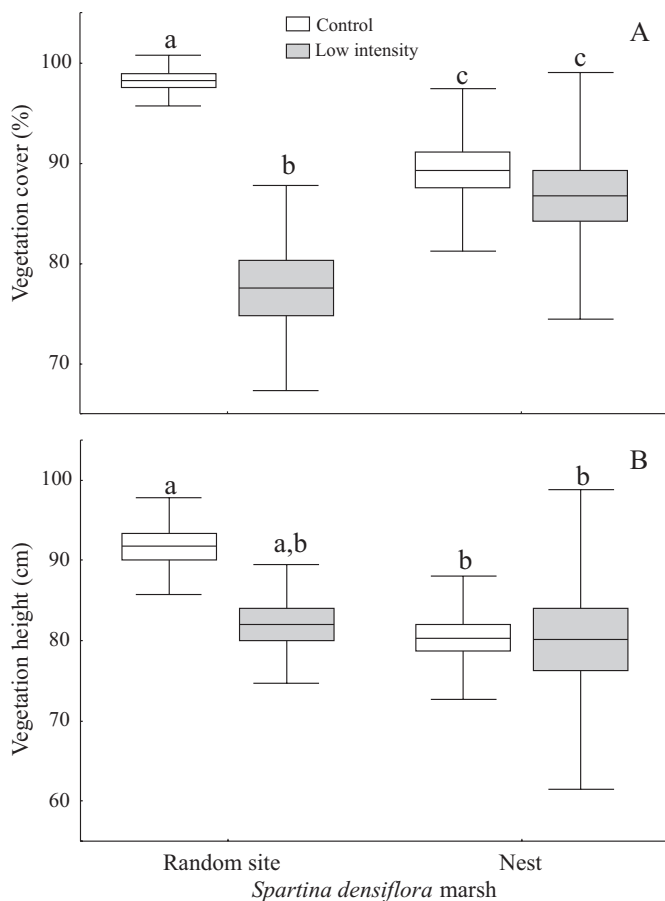 Control
Low intensity
A
Vegetation cover (%)
100
90
80
70
a
b
c
c
B
Vegetation height (cm)
100
90
80
70
60
a
a,b
b
b
Random site
Nest
Spartina densiflora marsh